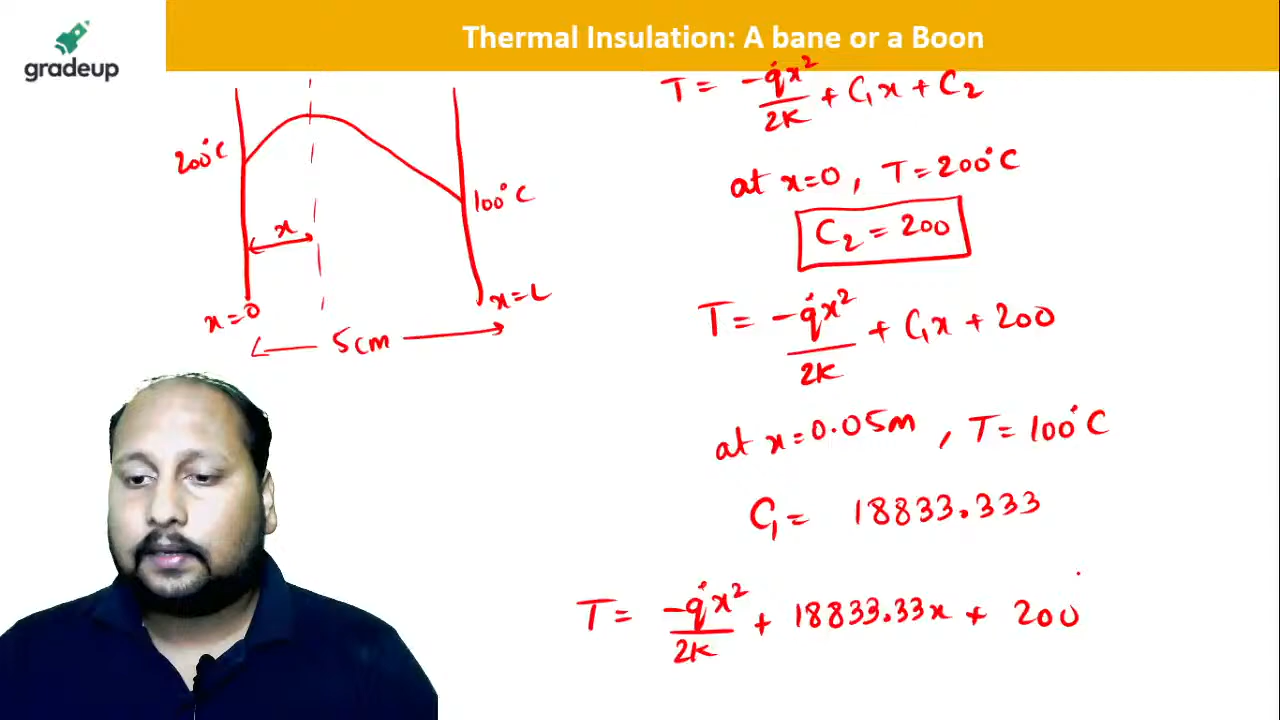 gradeup
Thermal Insulation: A bane or a Boon
200°C
100°C
x
x=0
x=L
5cm
T = -q̇x²/2K + C₁x + C₂
at x=0, T=200°C
C₂ = 200
T = -q̇x²/2K + C₁x + 200
at x=0.05m, T=100°C
C₁= 18833.333
T = -q̇x²/2K + 18833.33x + 200